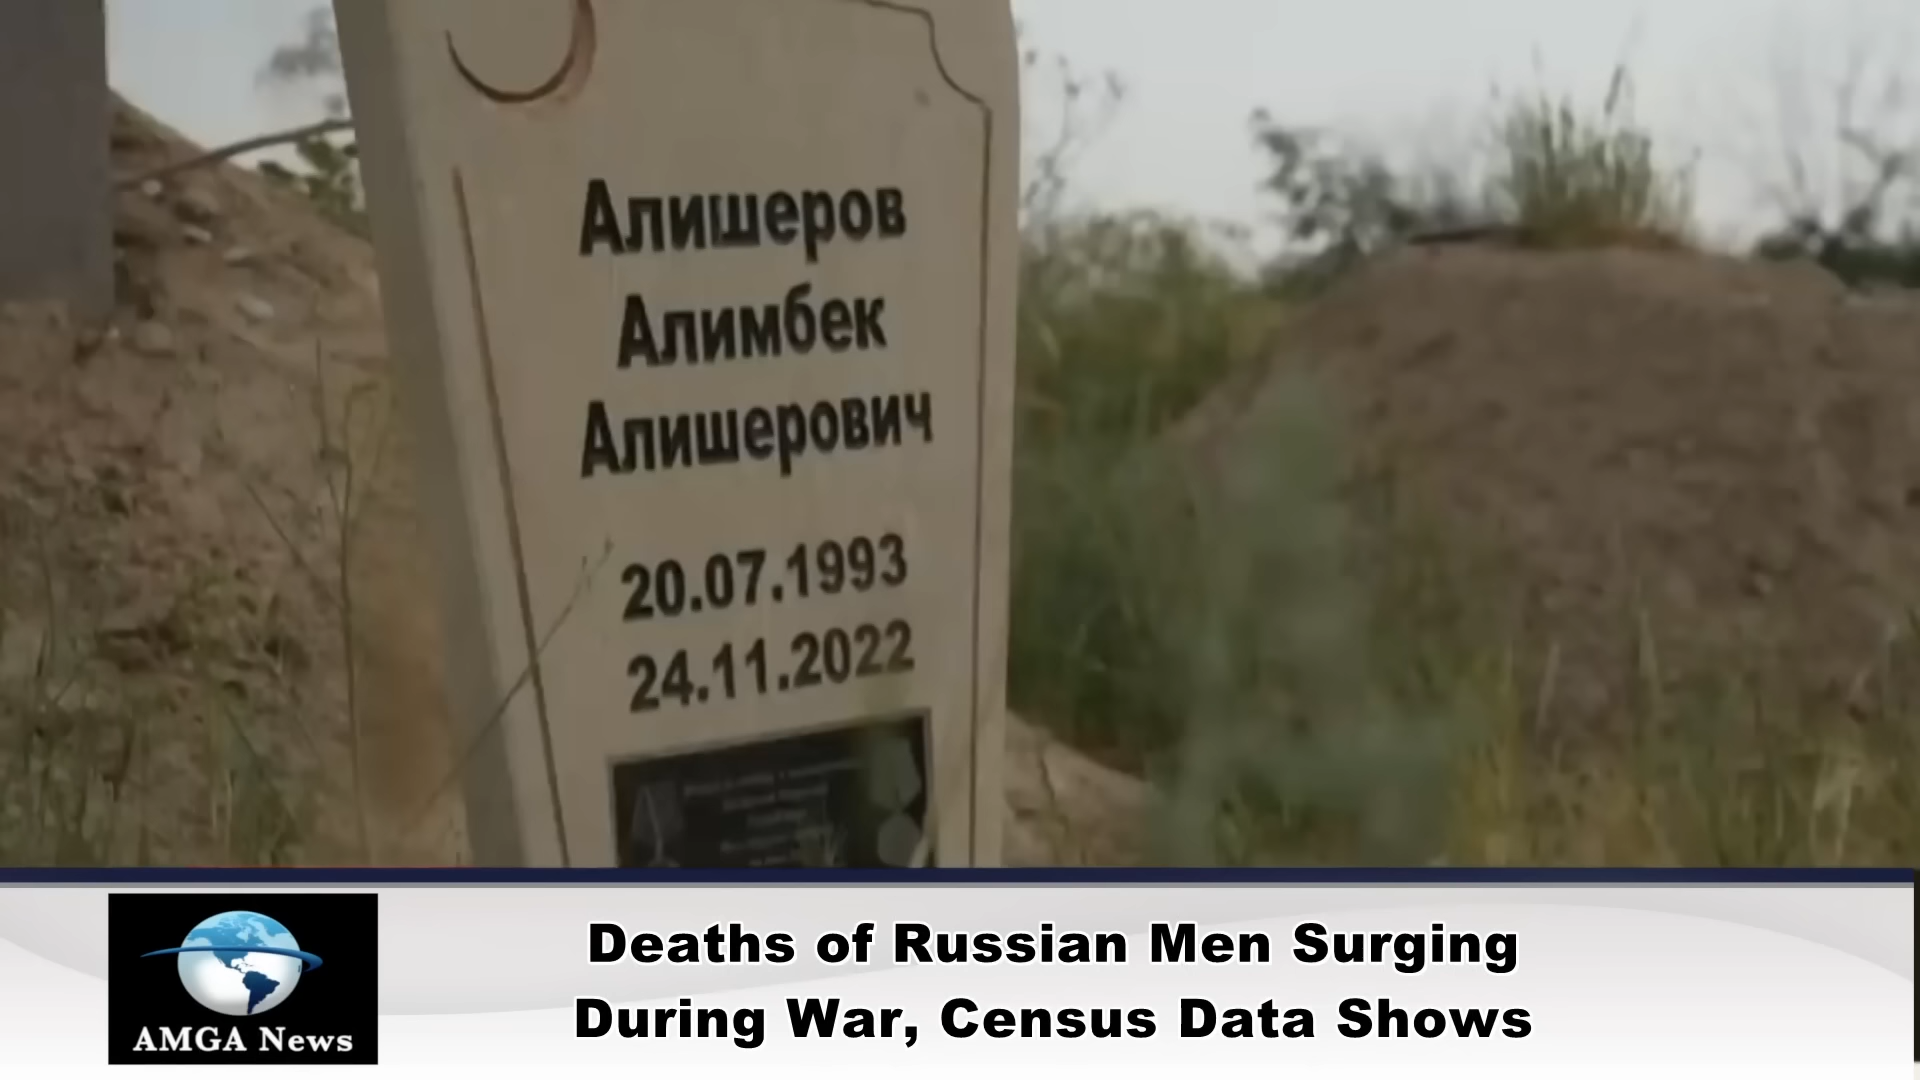 Алишеров
Алимбек
Алишерович
20.07.1993
24.11.2022
AMGA News
Deaths of Russian Men Surging
During War, Census Data Shows